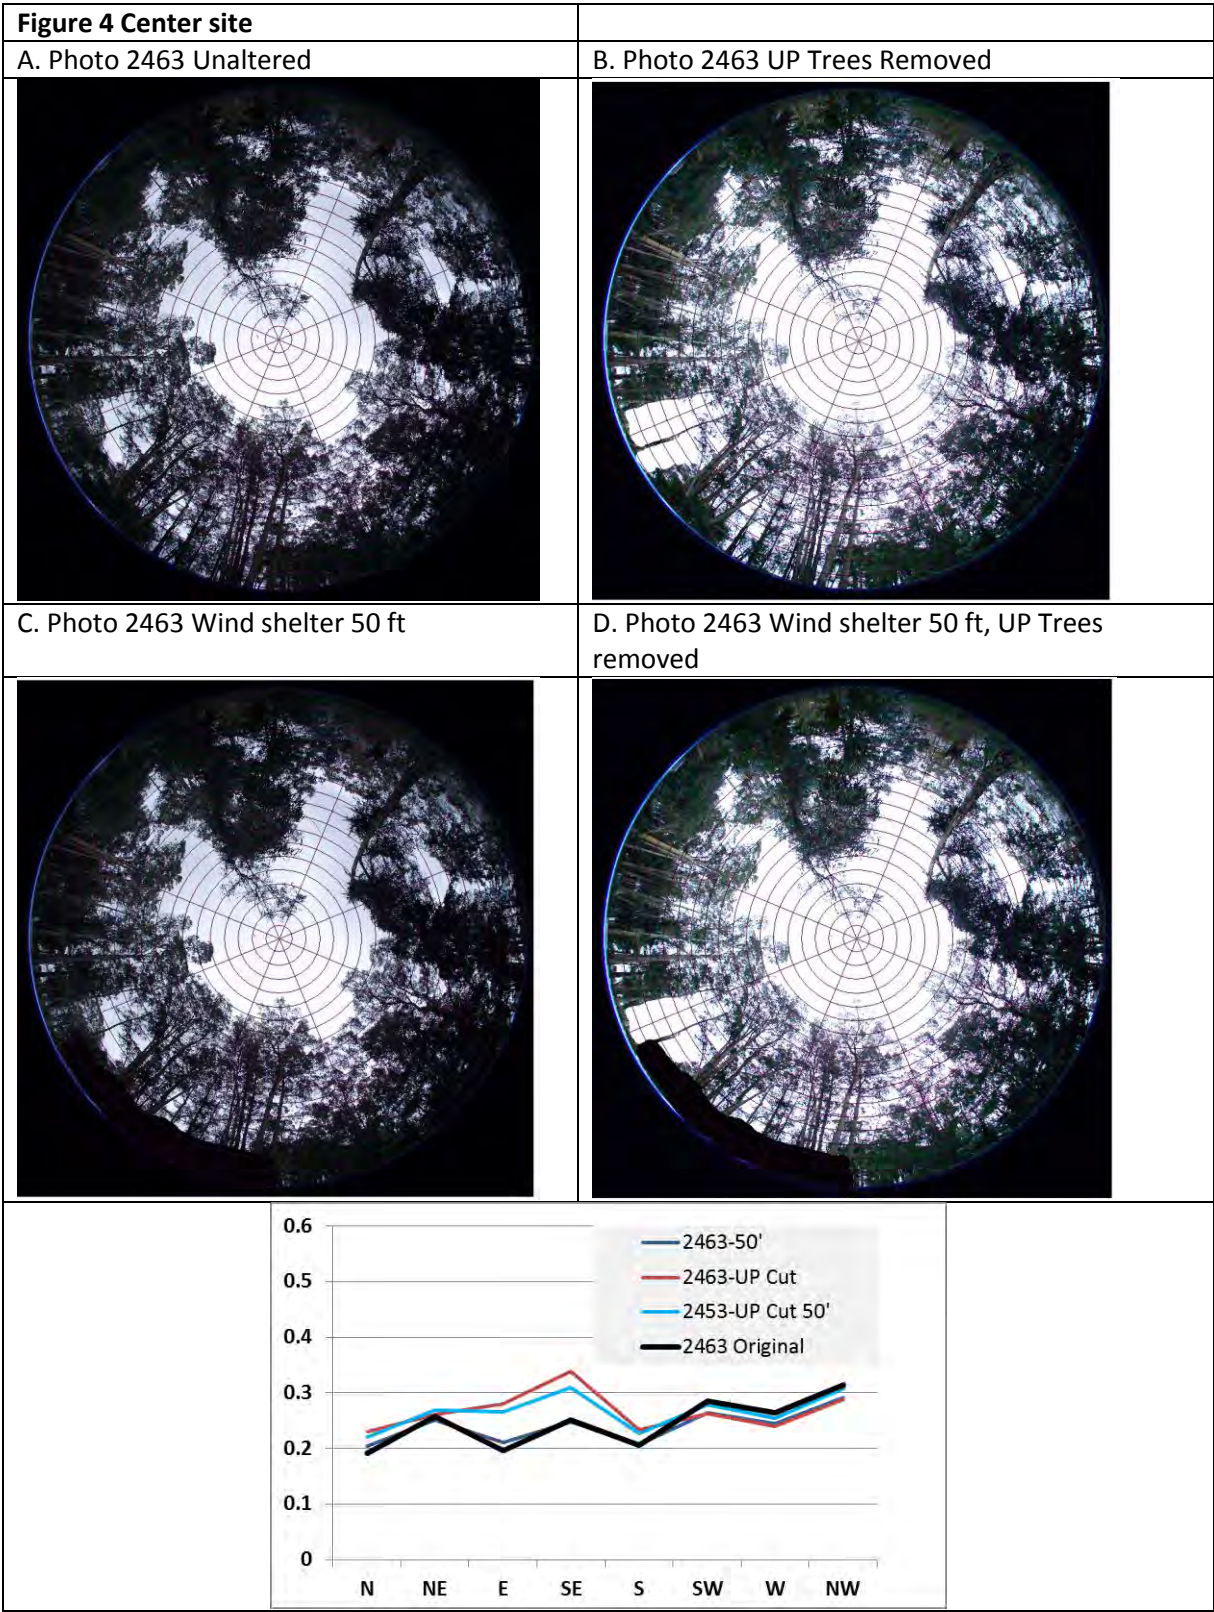 Figure 4 Center site
A. Photo 2463 Unaltered
B. Photo 2463 UP Trees Removed
C. Photo 2463 Wind shelter 50 ft
D. Photo 2463 Wind shelter 50 ft, UP Trees
removed
0.6
0.5
0.4
0.3
0.2
0.1
0
2463-50'
2463-UP Cut
2453-UP Cut 50'
2463 Original
N NE E SE S SW W NW